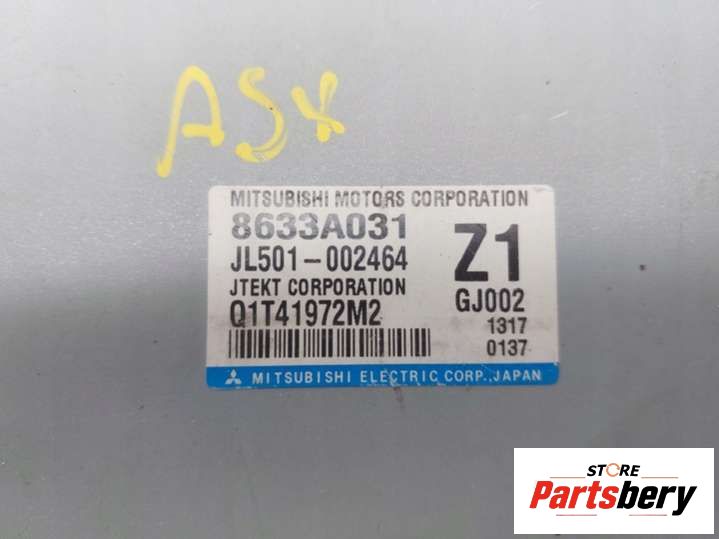 ASX
MITSUBISHI MOTORS CORPORATION
8633A031
JL501-002464
Z1
JTEKT CORPORATION
GJ002
Q1T41972M2
1317
0137
MITSUBISHI ELECTRIC CORP., JAPAN
STORE
Partsbery